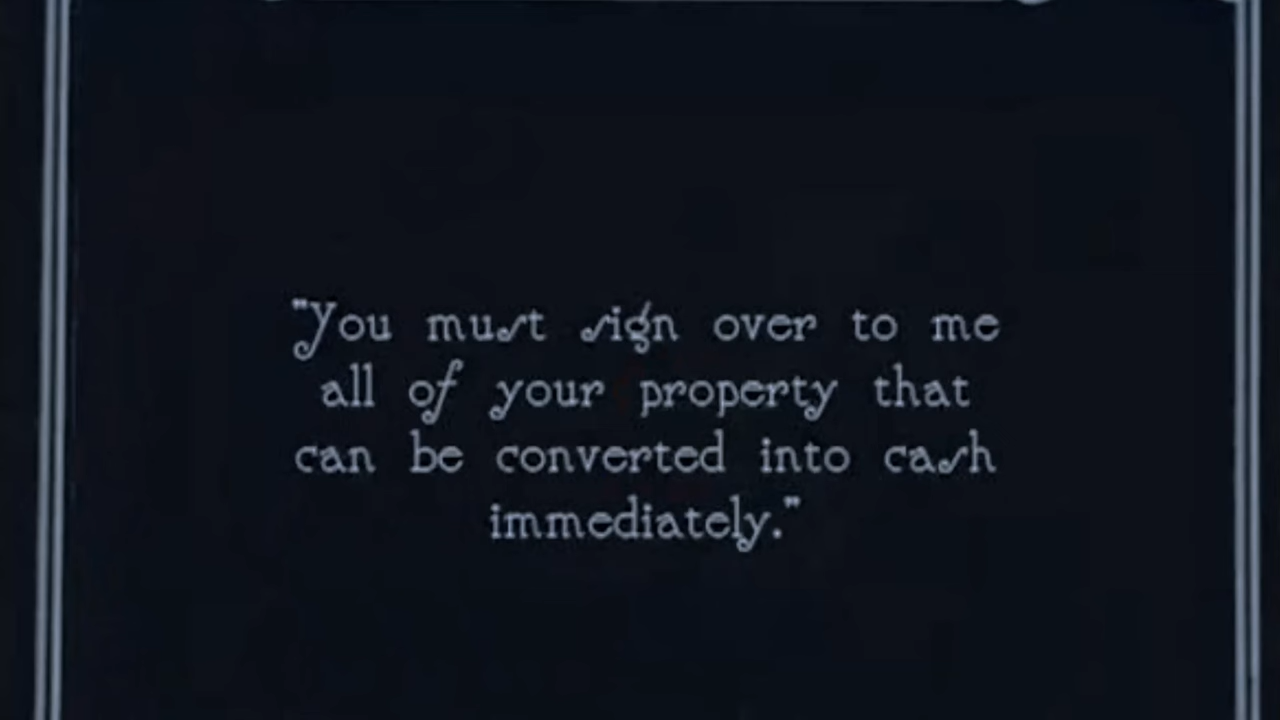 "You must sign over to me
all of your property that
can be converted into cash
immediately."